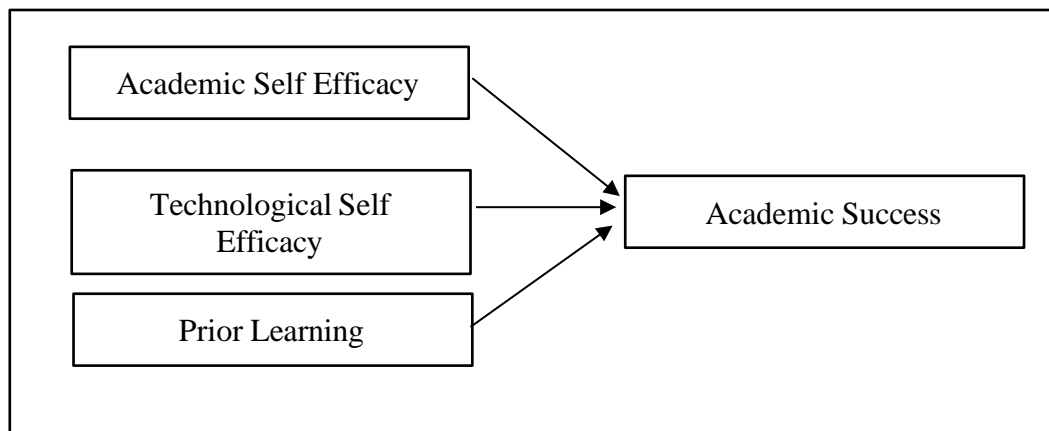 Academic Self Efficacy
Technological Self
Efficacy
Prior Learning
Academic Success